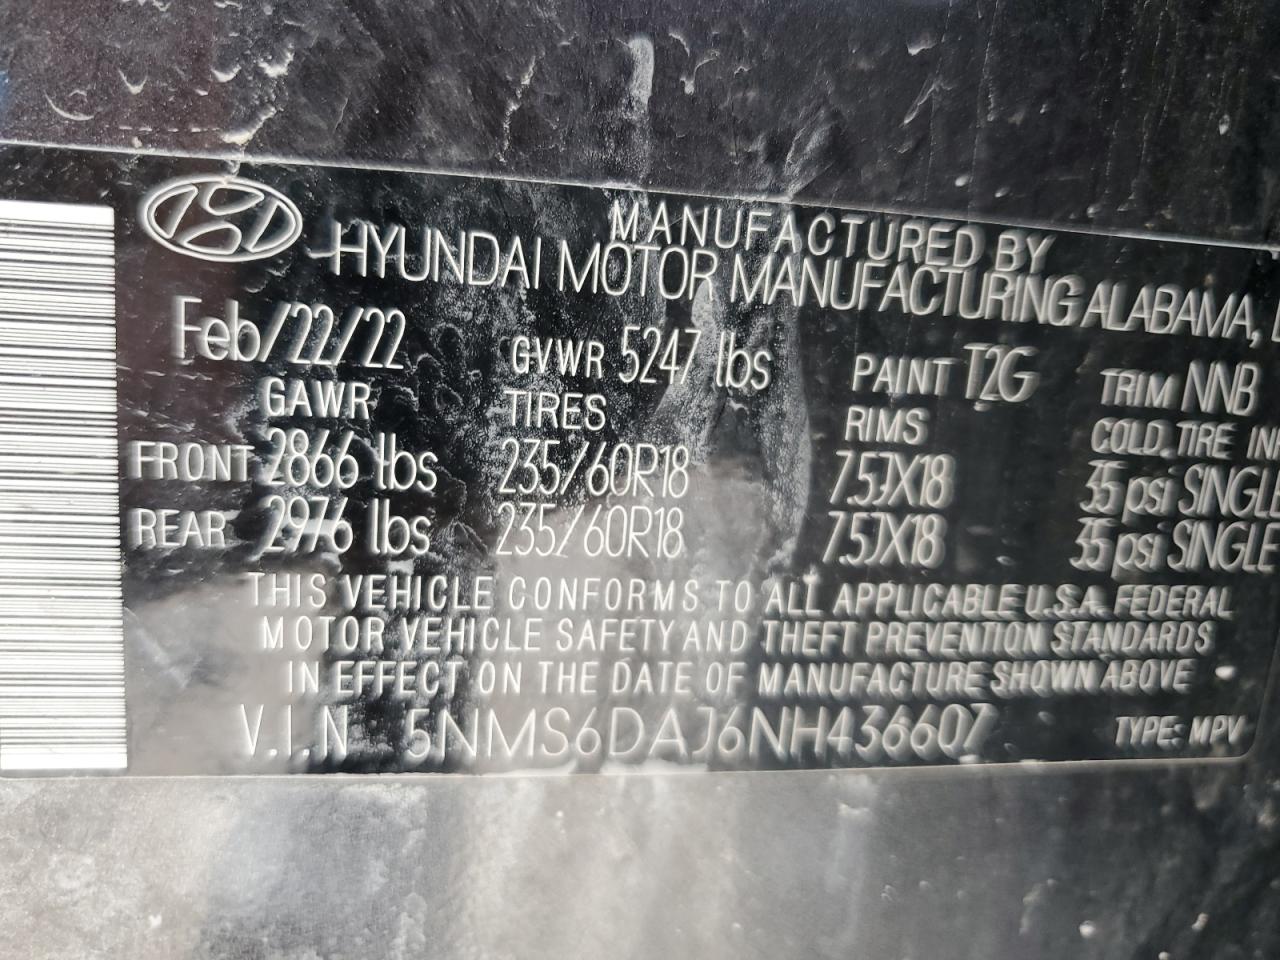 MANUFACTURED BY
HYUNDAI MOTOR MANUFACTURING ALABAMA,
Feb/22/22 GVWR 5247 lbs PAINT T2G TRIM NNB
GAWR TIRES RIMS COLD. TIRE
FRONT 2866 lbs 235/60R18 7.5JX18 35 psi SINGLE
REAR 2976 lbs 235/60R18 7.5JX18 35 psi SINGLE
THIS VEHICLE CONFORMS TO ALL APPLICABLE U.S.A. FEDERAL
MOTOR VEHICLE SAFETY AND THEFT PREVENTION STANDARDS
IN EFFECT ON THE DATE OF MANUFACTURE SHOWN ABOVE
V.I.N 5NMS6DAJ6NH436607 TYPE: MPV